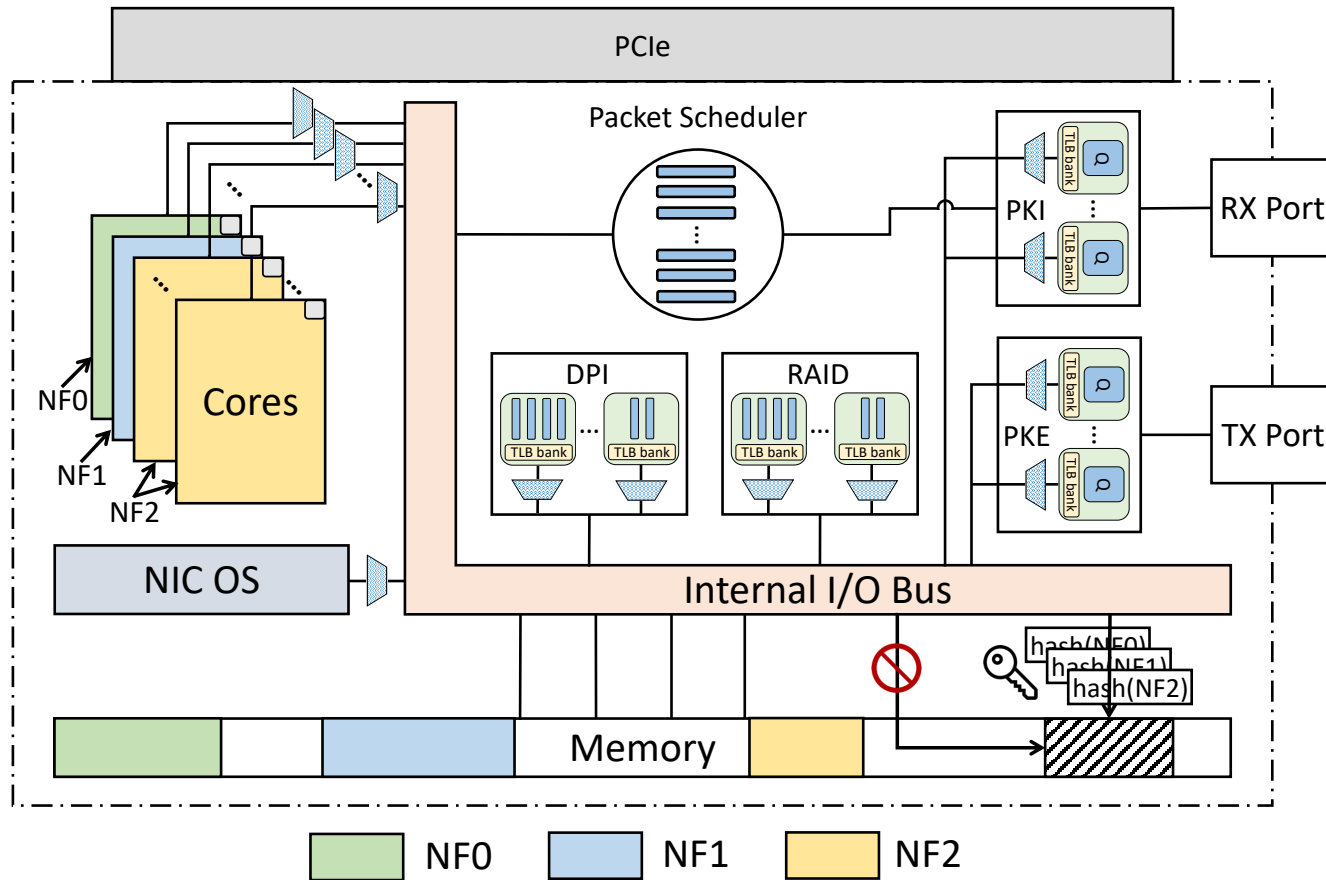 PCIe
Packet Scheduler
TLB bank
Q
PKI
TLB bank
Q
RX Port
NF0
NF1
NF2
Cores
DPI
TLB bank
...
TLB bank
RAID
TLB bank
...
TLB bank
TLB bank
Q
PKE
TLB bank
Q
TX Port
NIC OS
Internal I/O Bus
hash(NF0)
hash(NF1)
hash(NF2)
Memory
NF0
NF1
NF2